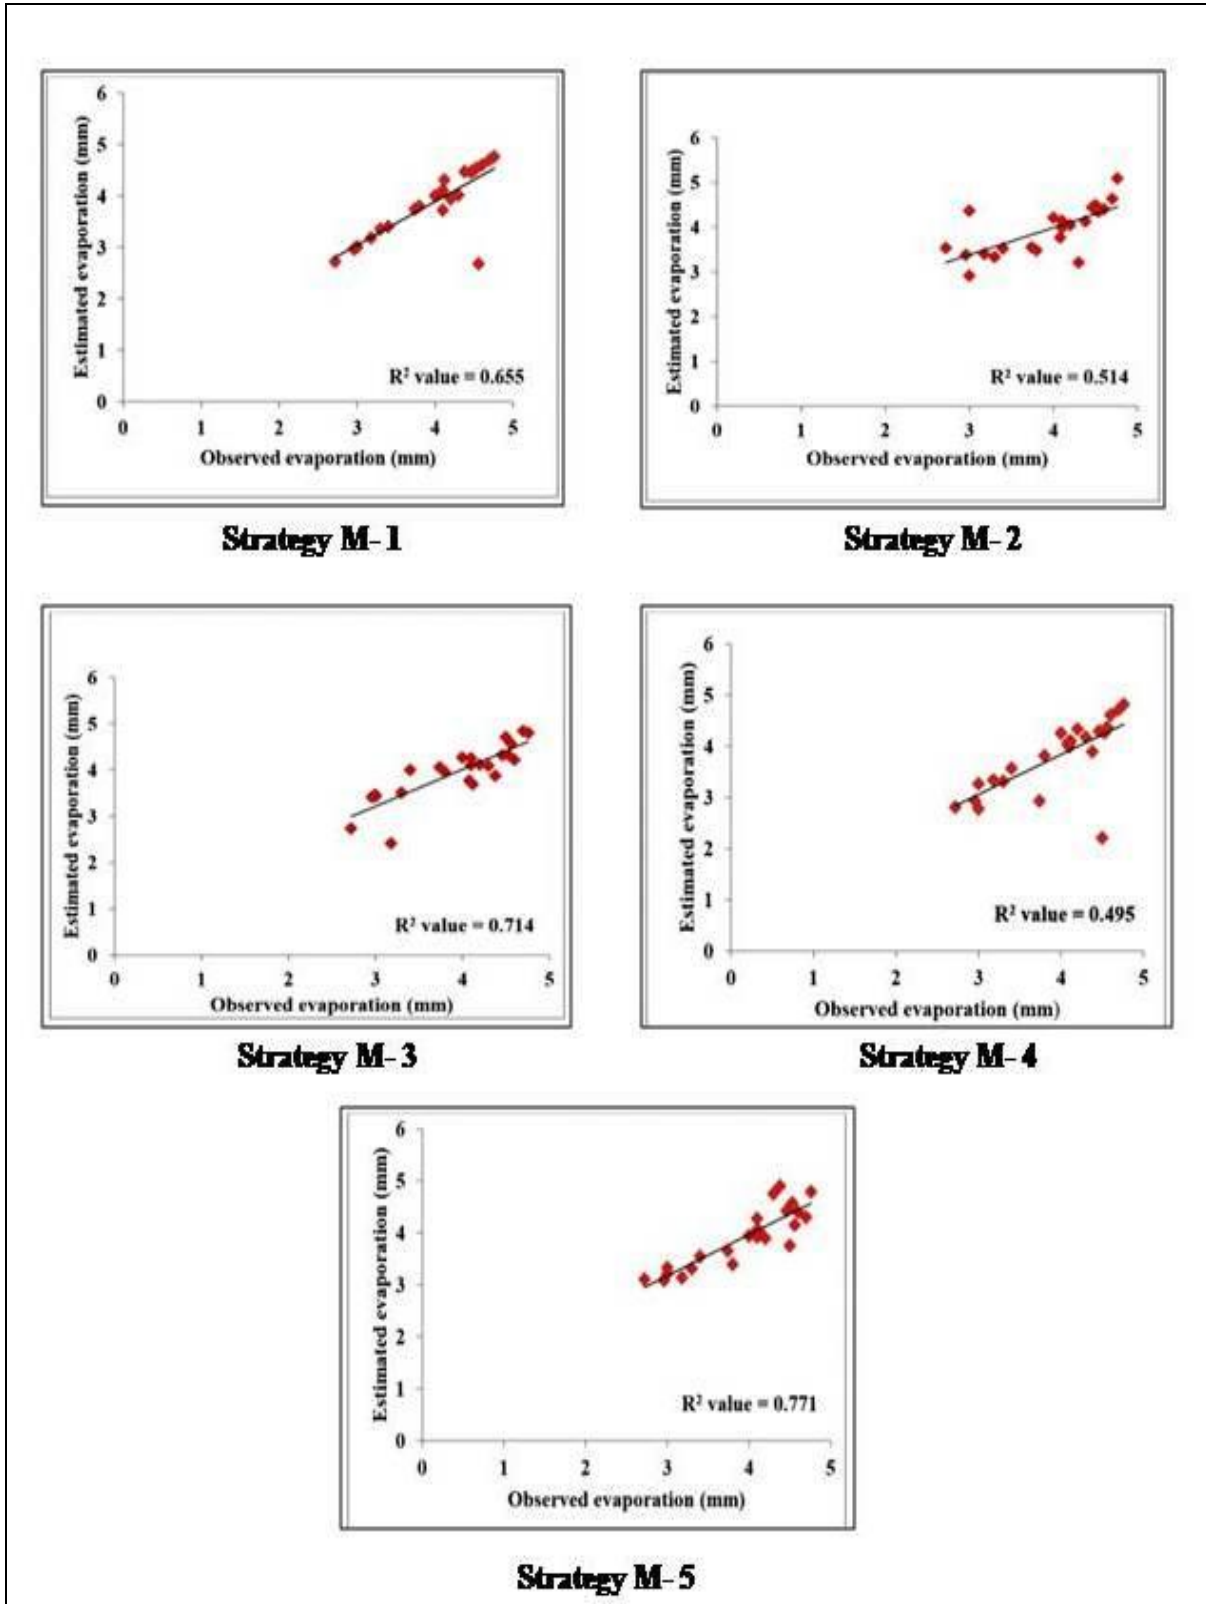 6
5
4
3
2
1
0
Estimated evaporation (mm)
R² value = 0.655
0 1 2 3 4 5
Observed evaporation (mm)
Strategy M- 1
6
5
4
3
2
1
0
Estimated evaporation (mm)
R² value = 0.514
0 1 2 3 4 5
Observed evaporation (mm)
Strategy M- 2
6
5
4
3
2
1
0
Estimated evaporation (mm)
R² value = 0.714
0 1 2 3 4 5
Observed evaporation (mm)
Strategy M- 3
6
5
4
3
2
1
0
Estimated evaporation (mm)
R² value = 0.495
0 1 2 3 4 5
Observed evaporation (mm)
Strategy M- 4
6
5
4
3
2
1
0
Estimated evaporation (mm)
R² value = 0.771
0 1 2 3 4 5
Observed evaporation (mm)
Strategy M- 5